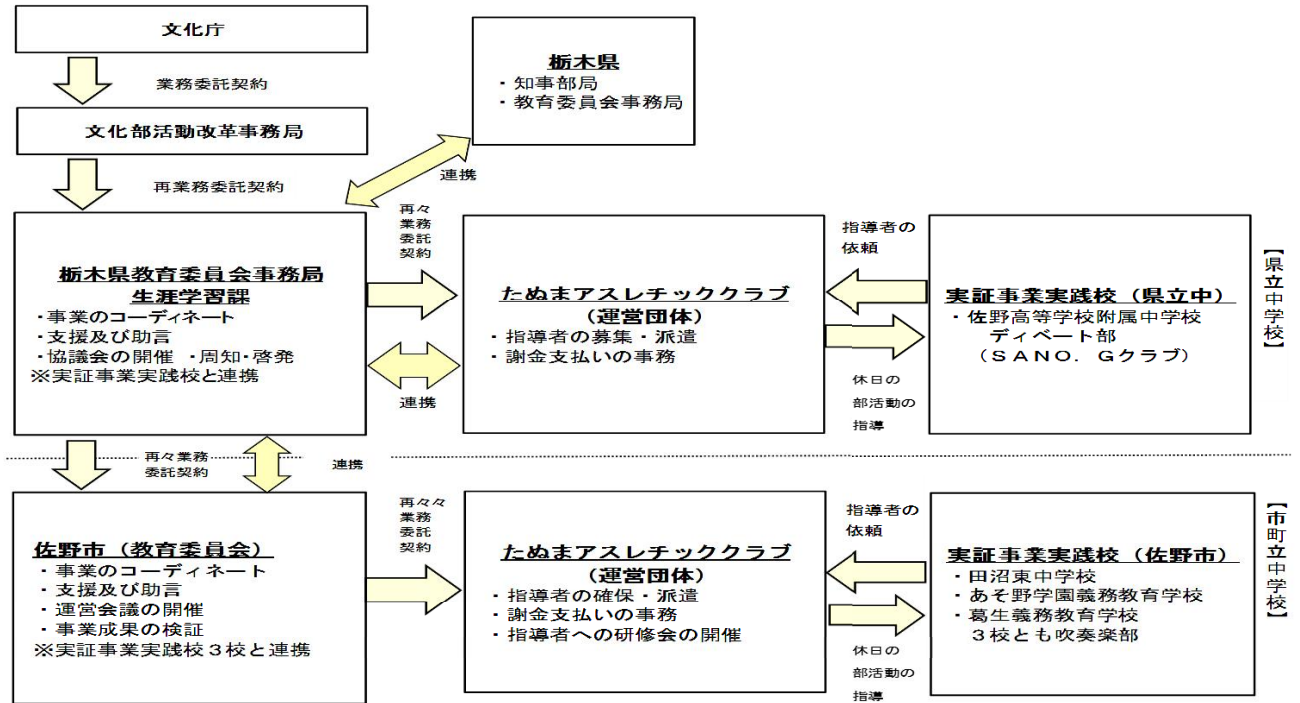 文化庁
業務委託契約
文化部活動改革事務局
再業務委託契約
栃木県
・知事部局
・教育委員会事務局
連携
栃木県教育委員会事務局
生涯学習課
・事業のコーディネート
・支援及び助言
・協議会の開催 ・周知・啓発
※実証事業実践校と連携
再々
業務
委託
契約
連携
たぬまアスレチッククラブ
(運営団体)
・指導者の募集・派遣
・謝金支払いの事務
指導者の
依頼
休日の
部活動の
指導
実証事業実践校(県立中)
・佐野高等学校附属中学校
ディベート部
(SANO.Gクラブ)
【県立中学校】
再々業務
委託契約
連携
佐野市(教育委員会)
・事業のコーディネート
・支援及び助言
・運営会議の開催
・事業成果の検証
※実証事業実践校3校と連携
再々々
業務
委託
契約
たぬまアスレチッククラブ
(運営団体)
・指導者の確保・派遣
・謝金支払いの事務
・指導者への研修会の開催
指導者の
依頼
休日の
部活動の
指導
実証事業実践校(佐野市)
・田沼東中学校
・あそ野学園義務教育学校
・葛生義務教育学校
3校とも吹奏楽部
【市町立中学校】